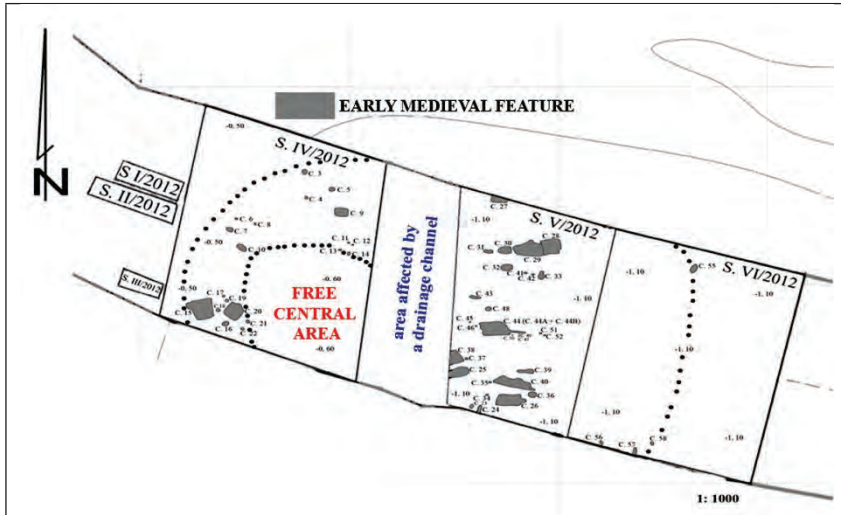 EARLY MEDIEVAL FEATURE
N
S I/2012
S. II/2012
S. III/2012
S. IV/2012
-0.50
C. 3
C. 5
C. 4
C. 9
C. 6
C. 8
C. 7
-0.50
C. 10
C. 11
C. 12
C. 13
C. 14
-0.60
-0.50
C. 17
C. 19
C. 15
C. 20
C. 16
C. 21
C. 22
FREE
CENTRAL
AREA
-0.60
area affected by
a drainage channel
S. V/2012
C. 27
-1.10
C. 28
C. 31
C. 30
C. 29
C. 32
C. 33
C. 43
-1.10
C. 48
C. 45
C. 44 (C. 44A
C. 44B)
C. 46
C. 51
C. 52
C. 38
C. 37
C. 25
C. 39
C. 35
C. 40
-1.10
C. 36
C. 26
C. 24
S. VI/2012
C. 55
-1.10
-1.10
-1.10
-1.10
-1.10
C. 56
C. 57
C. 58
1: 1000